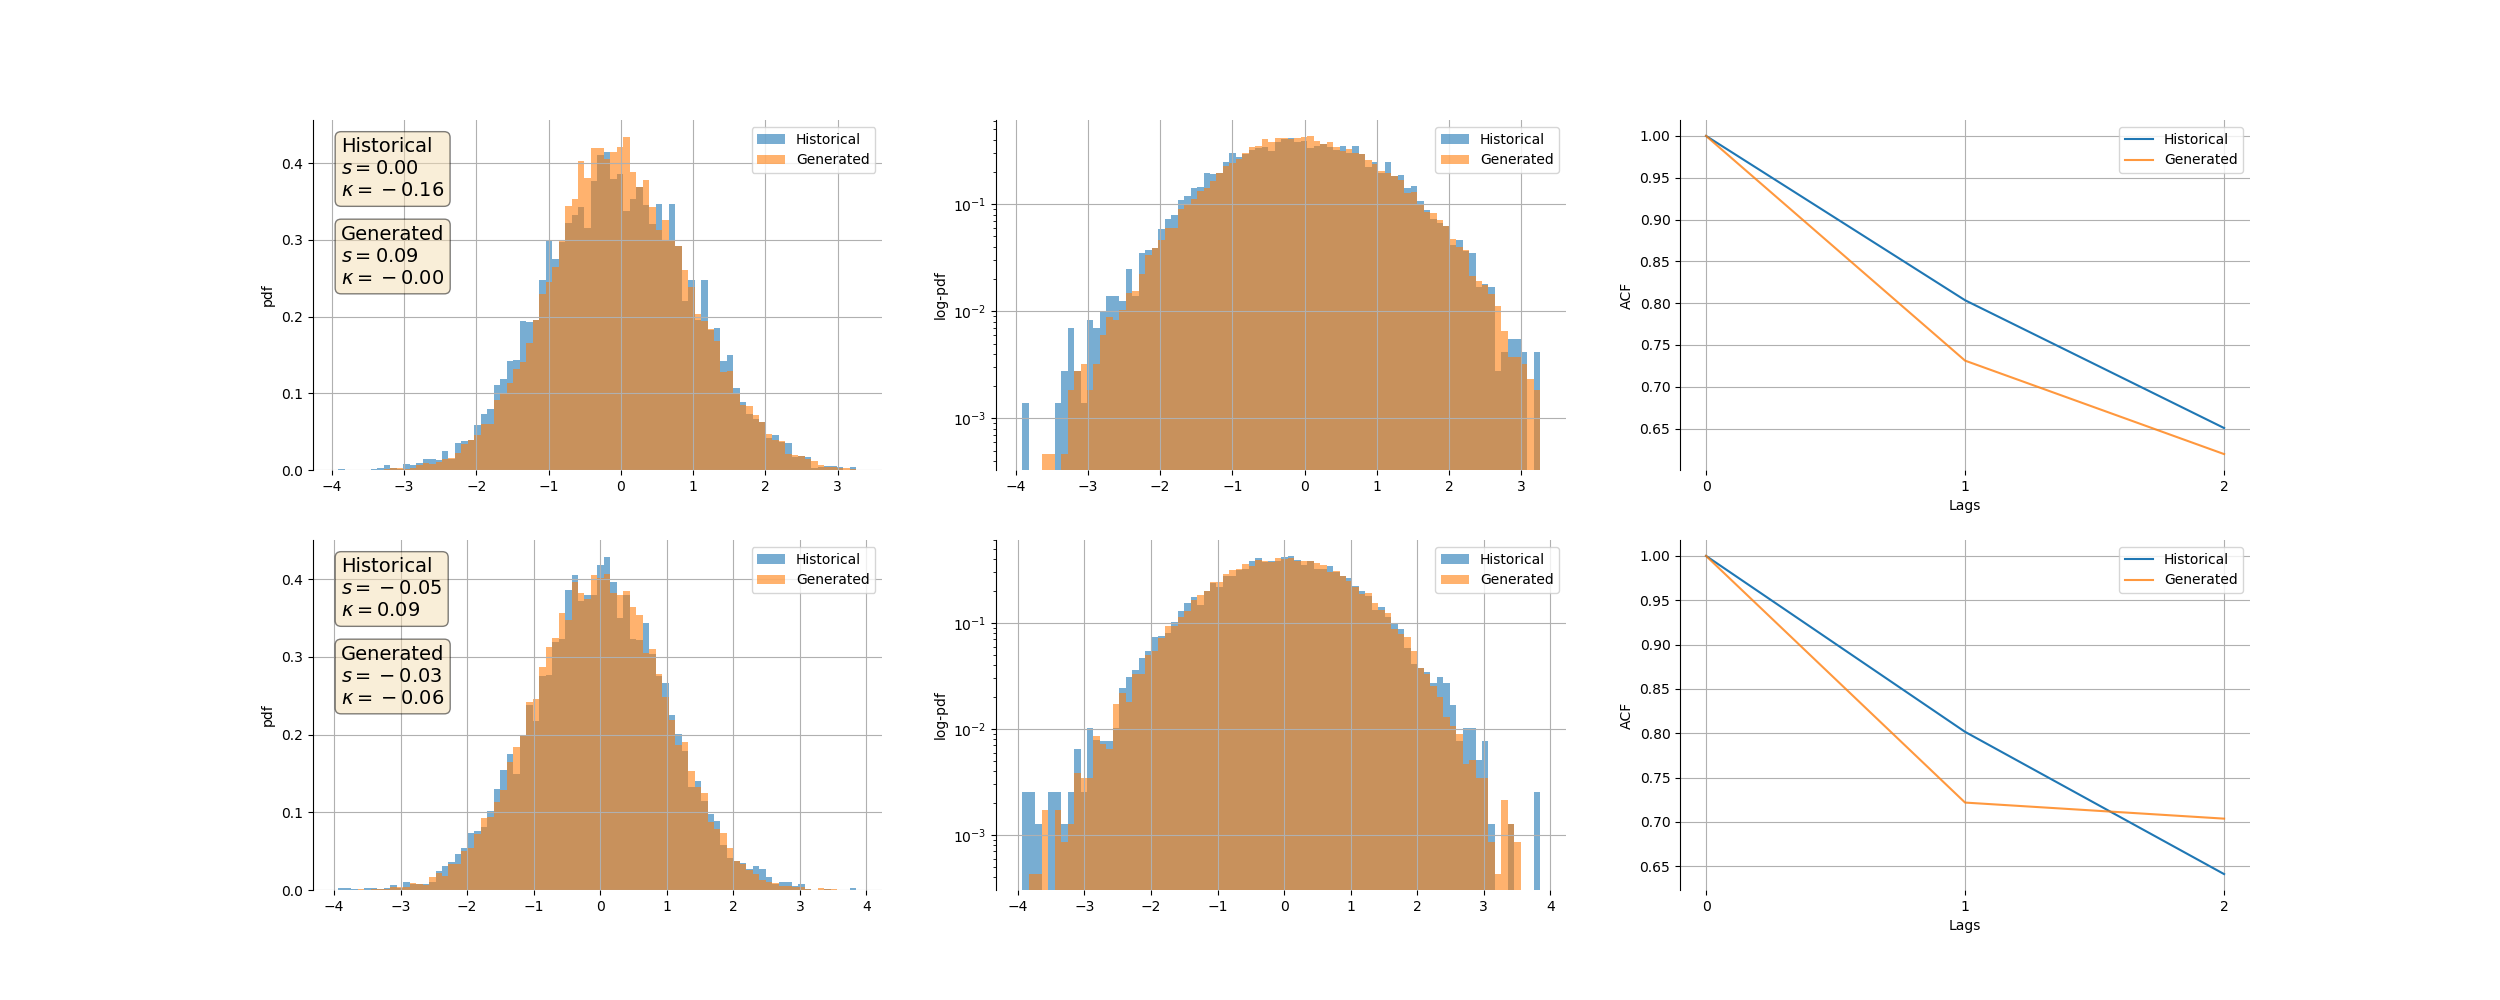 Historical
s = 0.00
κ = −0.16
Generated
s = 0.09
κ = −0.00
Historical
Generated
pdf
0.4
0.3
0.2
0.1
0.0
−4 −3 −2 −1 0 1 2 3
Historical
Generated
log-pdf
10⁻¹
10⁻²
10⁻³
−4 −3 −2 −1 0 1 2 3
Historical
Generated
ACF
1.00
0.95
0.90
0.85
0.80
0.75
0.70
0.65
0 1 2
Lags
Historical
s = −0.05
κ = 0.09
Generated
s = −0.03
κ = −0.06
Historical
Generated
pdf
0.4
0.3
0.2
0.1
0.0
−4 −3 −2 −1 0 1 2 3 4
Historical
Generated
log-pdf
10⁻¹
10⁻²
10⁻³
−4 −3 −2 −1 0 1 2 3 4
Historical
Generated
ACF
1.00
0.95
0.90
0.85
0.80
0.75
0.70
0.65
0 1 2
Lags